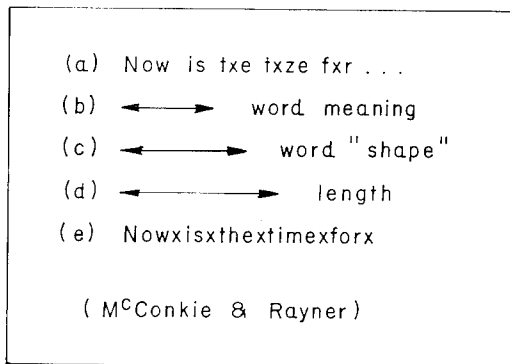 (a) Now is txe txze fxr ...
(b) ⟷ word meaning
(c) ⟷ word "shape"
(d) ⟷ length
(e) Nowxisxthextimexforx
(McConkie & Rayner)